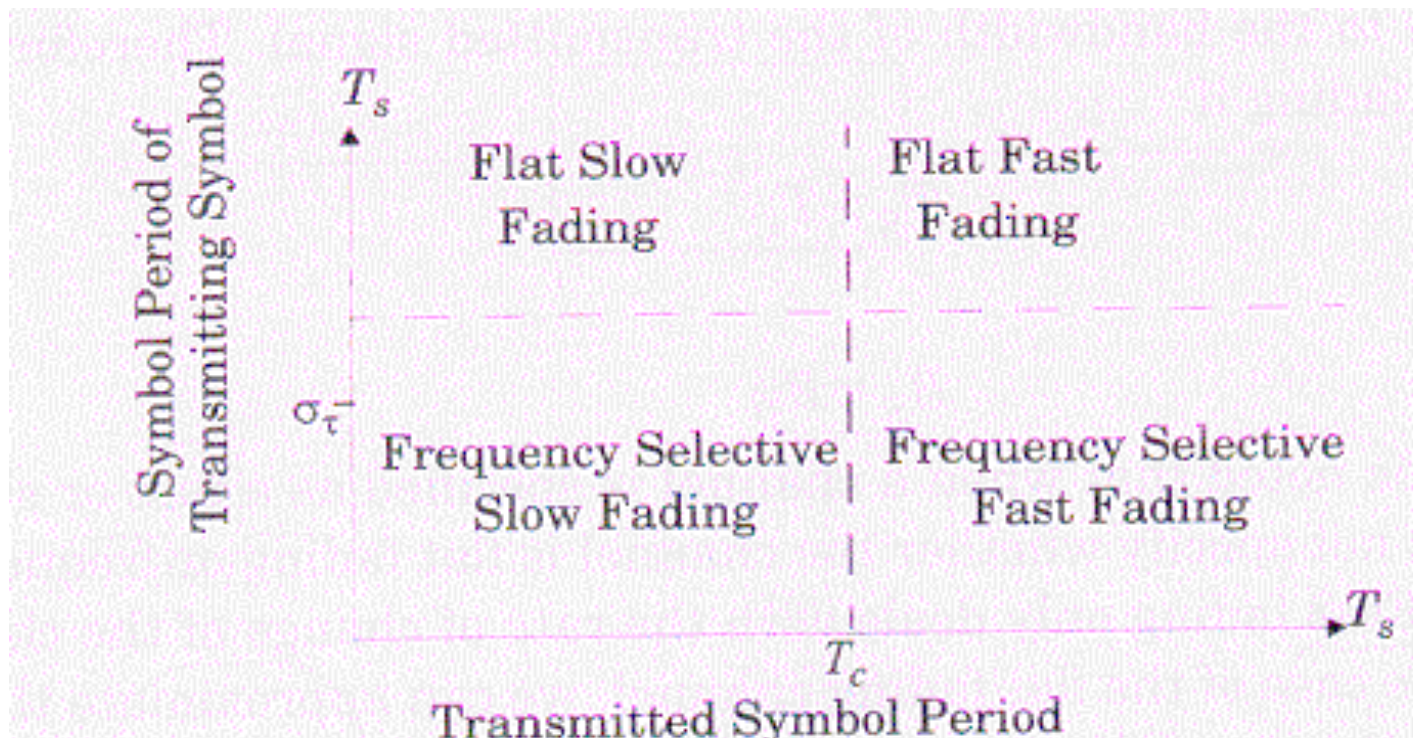 Symbol Period of
Transmitting Symbol
T_s
Flat Slow
Fading
Flat Fast
Fading
σ_τ
Frequency Selective
Slow Fading
Frequency Selective
Fast Fading
T_s
T_c
Transmitted Symbol Period